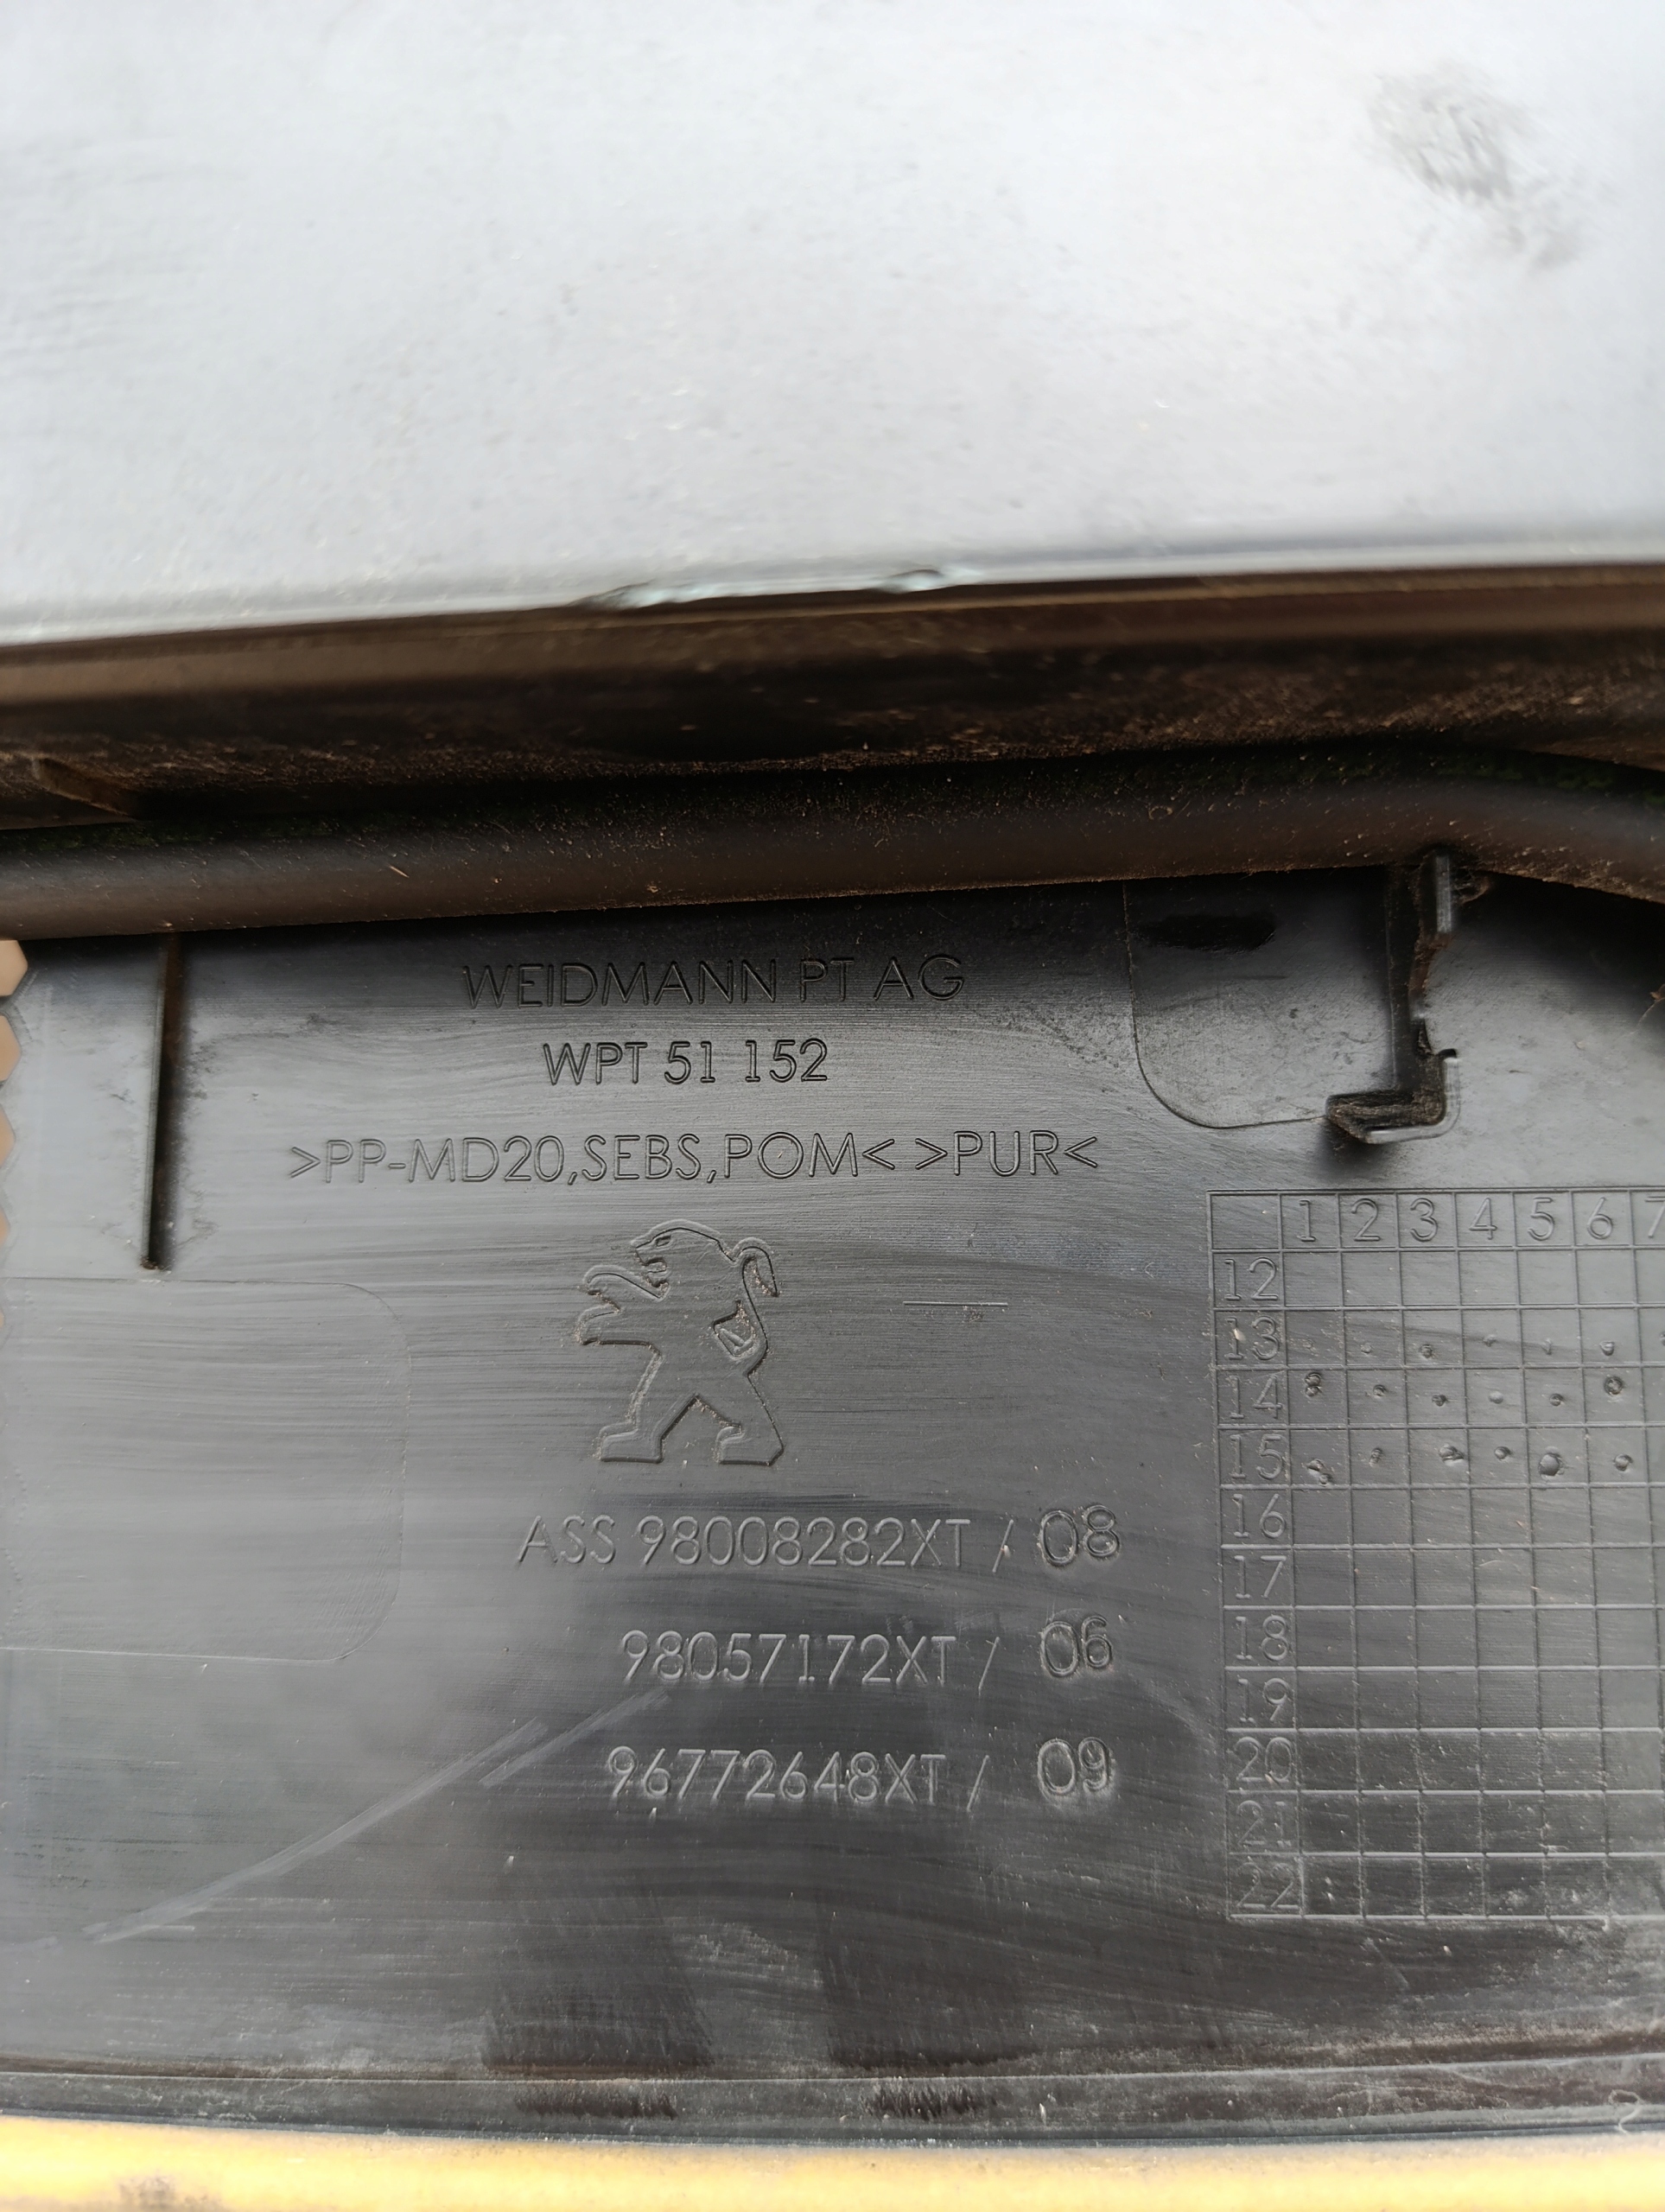 WEIDMANN PT AG
WPT 51 152
>PP-MD20,SEBS,POM< >PUR<
ASS 98008282XT / 08
98057172XT / 06
96772648XT / 09
1 2 3 4 5 6 7
12
13
14
15
16
17
18
19
20
21
22